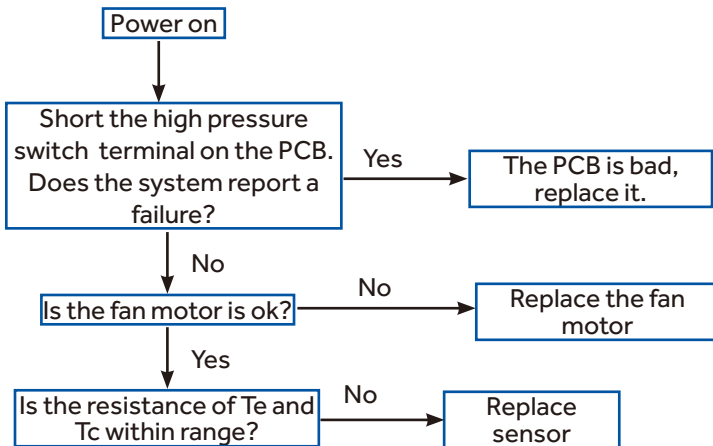 Power on
Short the high pressure
switch terminal on the PCB.
Does the system report a
failure?
Yes
The PCB is bad,
replace it.
No
Is the fan motor is ok?
No
Replace the fan
motor
Yes
Is the resistance of Te and
Tc within range?
No
Replace
sensor